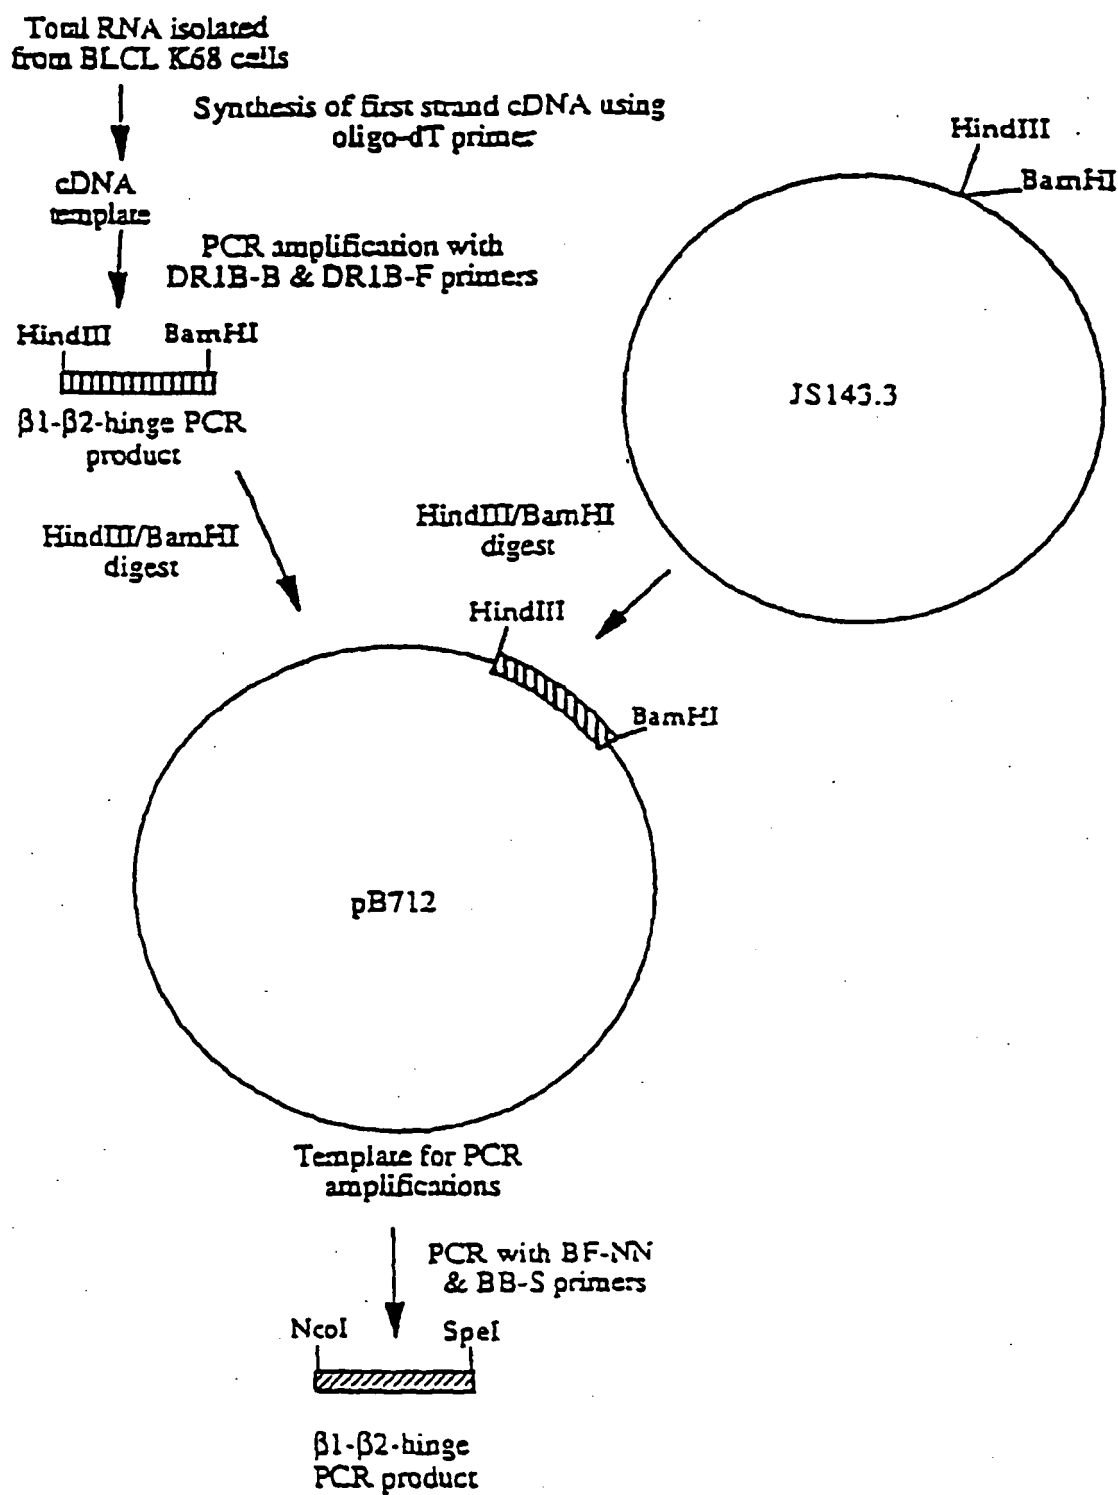 Total RNA isolated
from BLCL K68 cells
Synthesis of first strand cDNA using
oligo-dT primer
cDNA
template
PCR amplification with
DR1B-B & DR1B-F primers
HindIII
BamHI
β1-β2-hinge PCR
product
HindIII
BamHI
JS143.3
HindIII/BamHI
digest
HindIII/BamHI
digest
HindIII
BamHI
pB712
Template for PCR
amplifications
PCR with BF-NN
& BB-S primers
NcoI
SpeI
β1-β2-hinge
PCR product